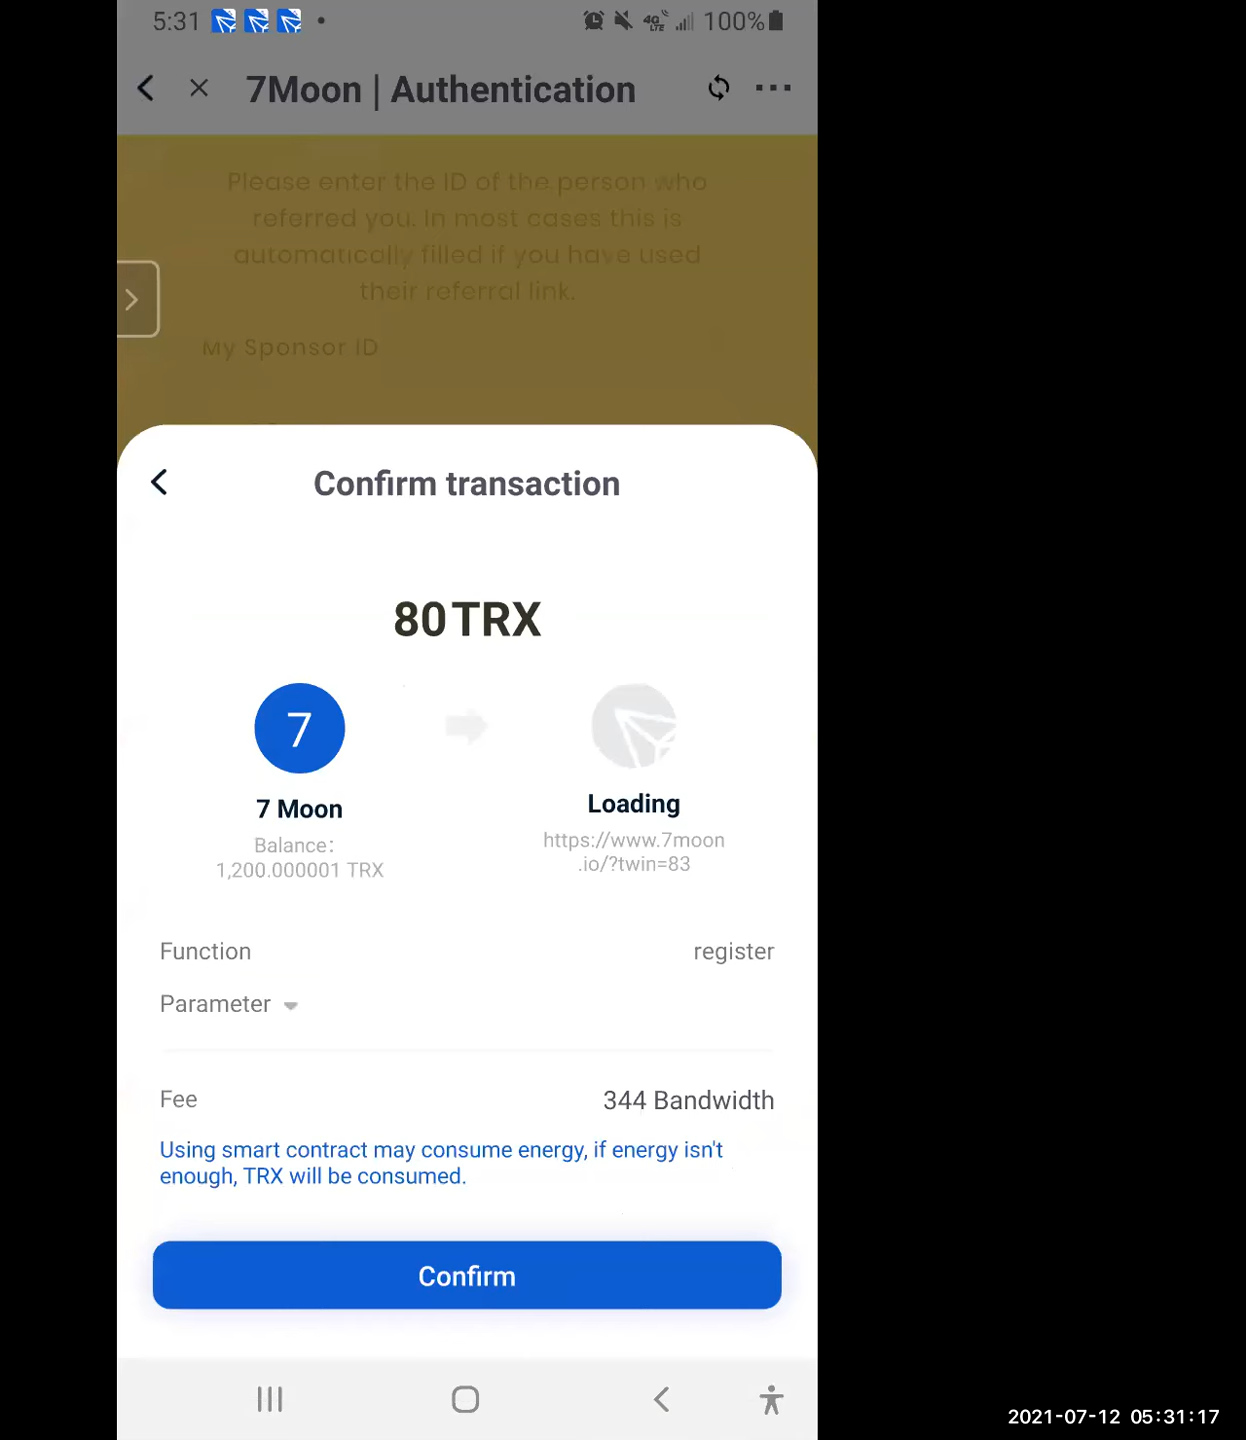 5:31
4G
LTE
100%
7Moon | Authentication
Please enter the ID of the person who
referred you. In most cases this is
automatically filled if you have used
their referral link.
My Sponsor ID
Confirm transaction
80 TRX
7
7 Moon
Balance:
1,200.000001 TRX
Loading
https://www.7moon
.io/?twin=83
Function register
Parameter
Fee 344 Bandwidth
Using smart contract may consume energy, if energy isn't
enough, TRX will be consumed.
Confirm
2021-07-12 05:31:17